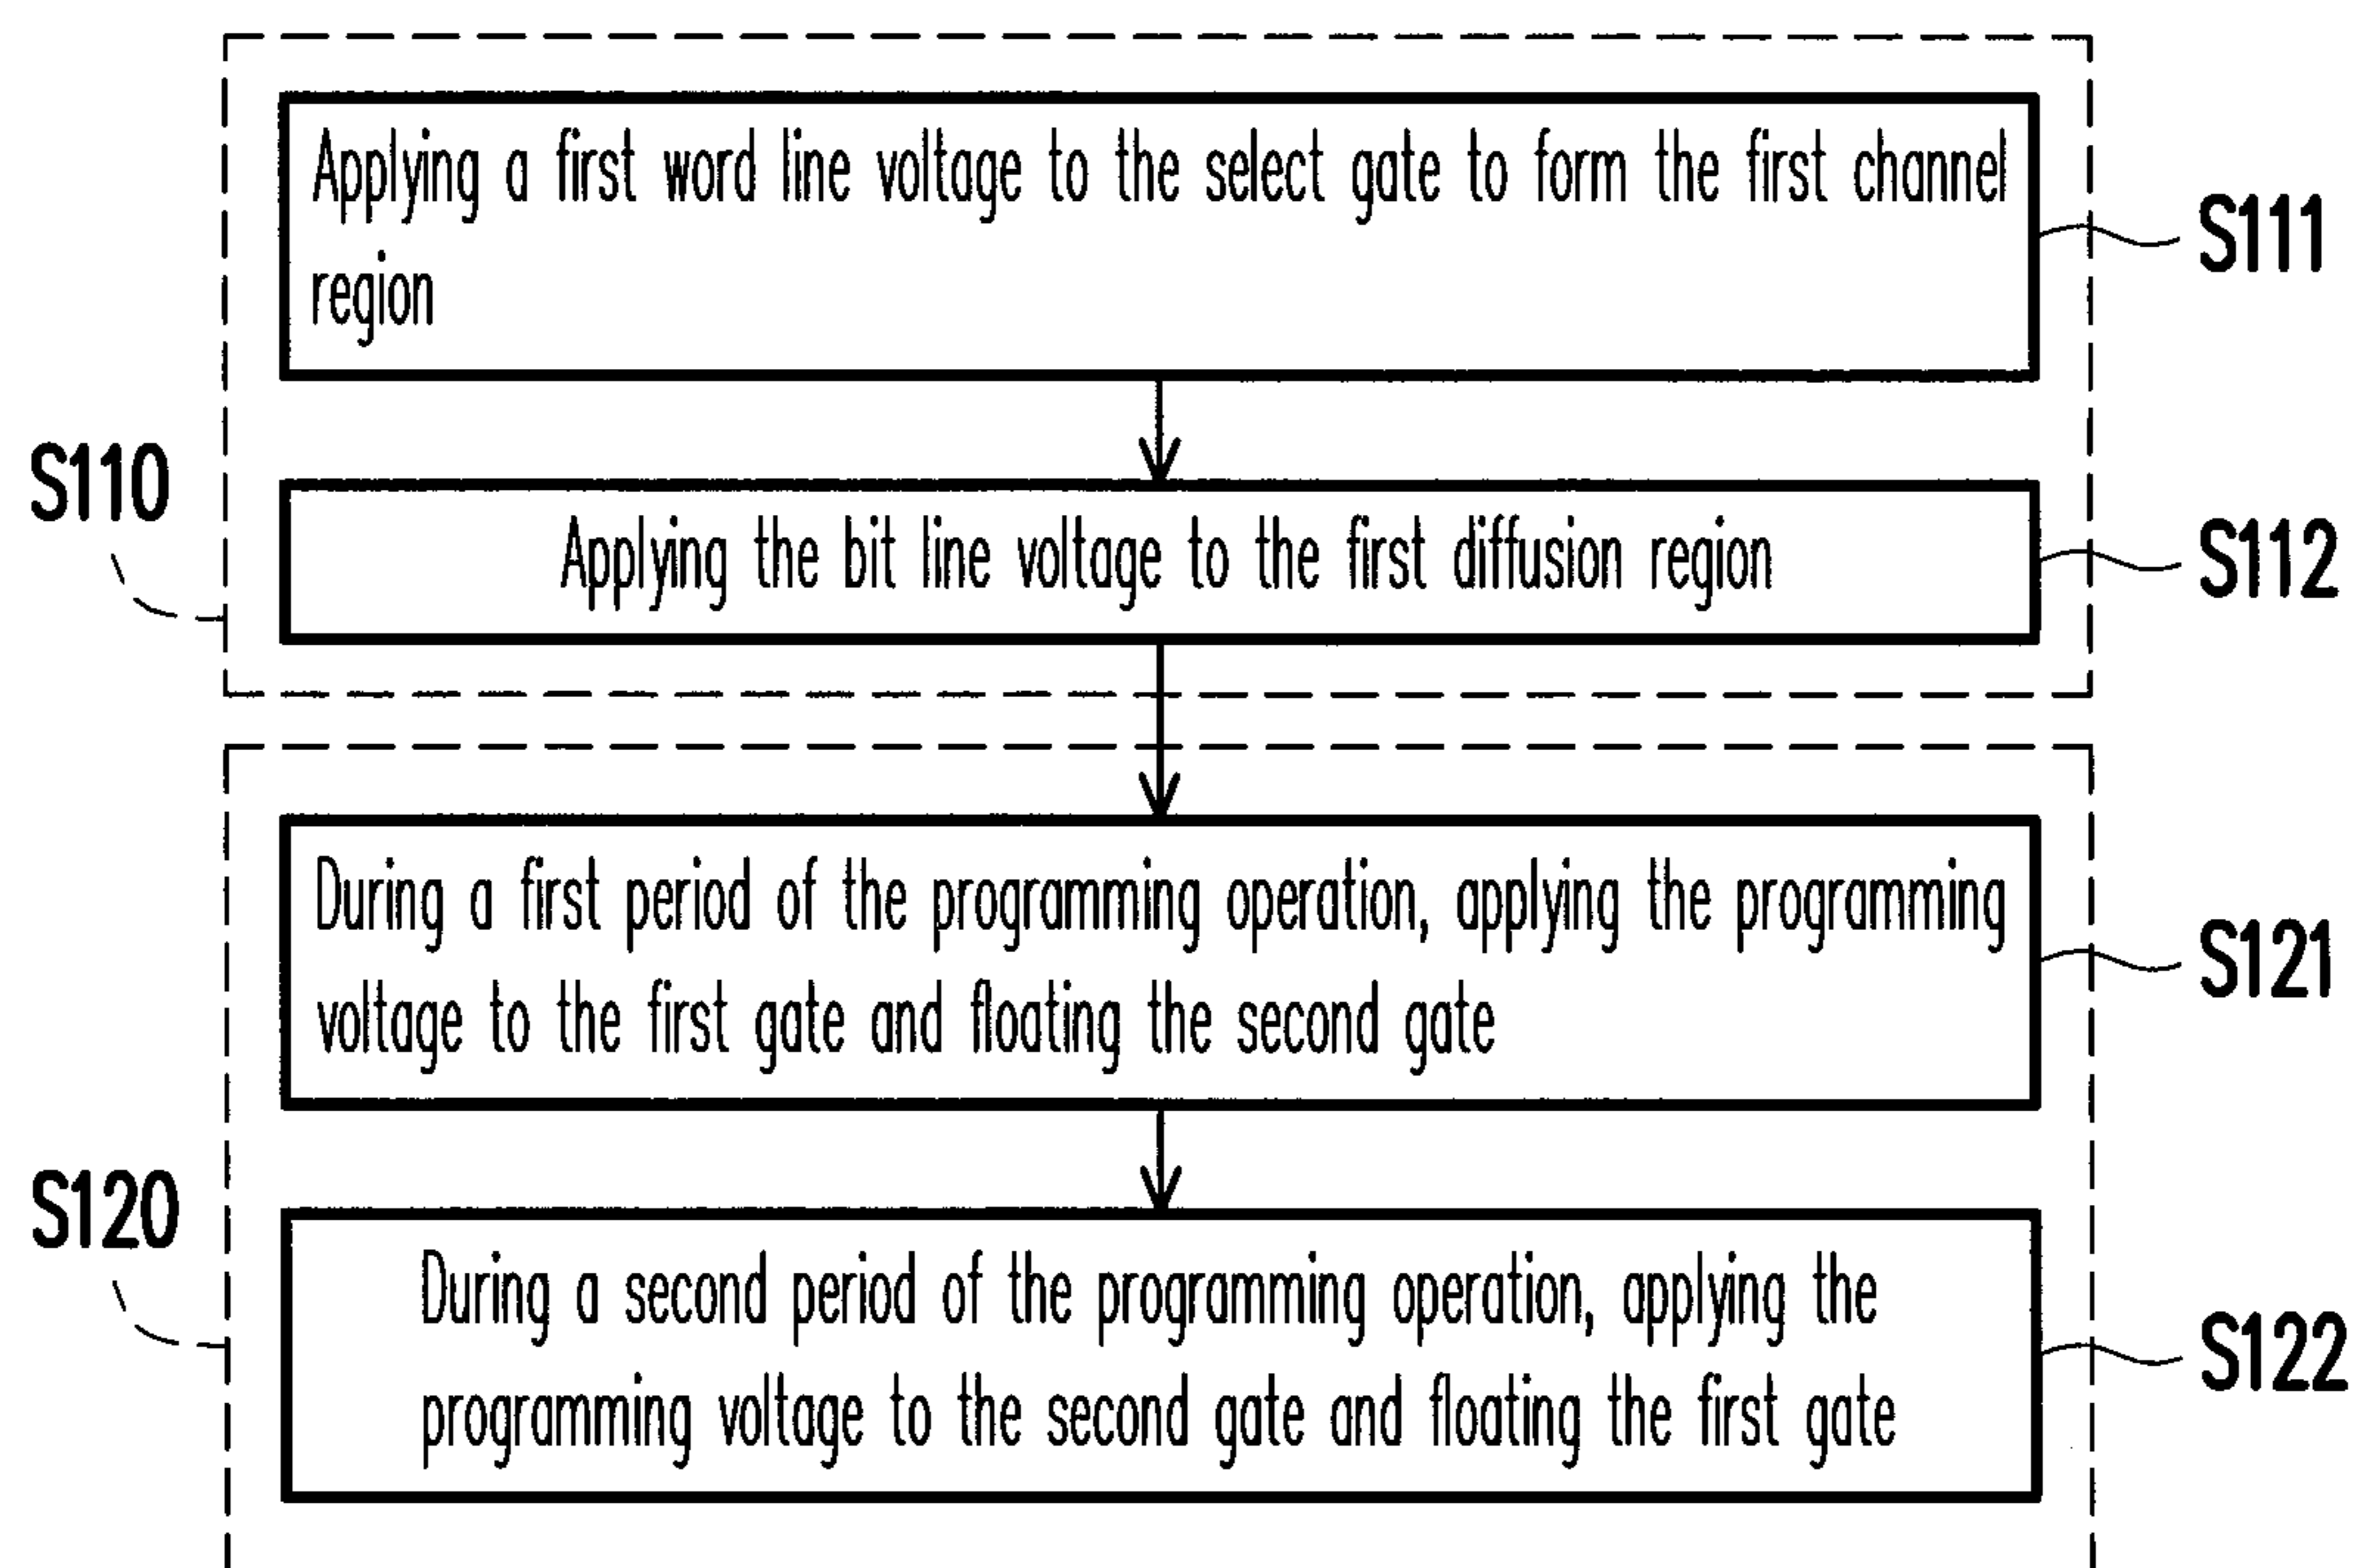 Applying a first word line voltage to the select gate to form the first channel
region
S111
S110
Applying the bit line voltage to the first diffusion region
S112
During a first period of the programming operation, applying the programming
voltage to the first gate and floating the second gate
S121
S120
During a second period of the programming operation, applying the
programming voltage to the second gate and floating the first gate
S122